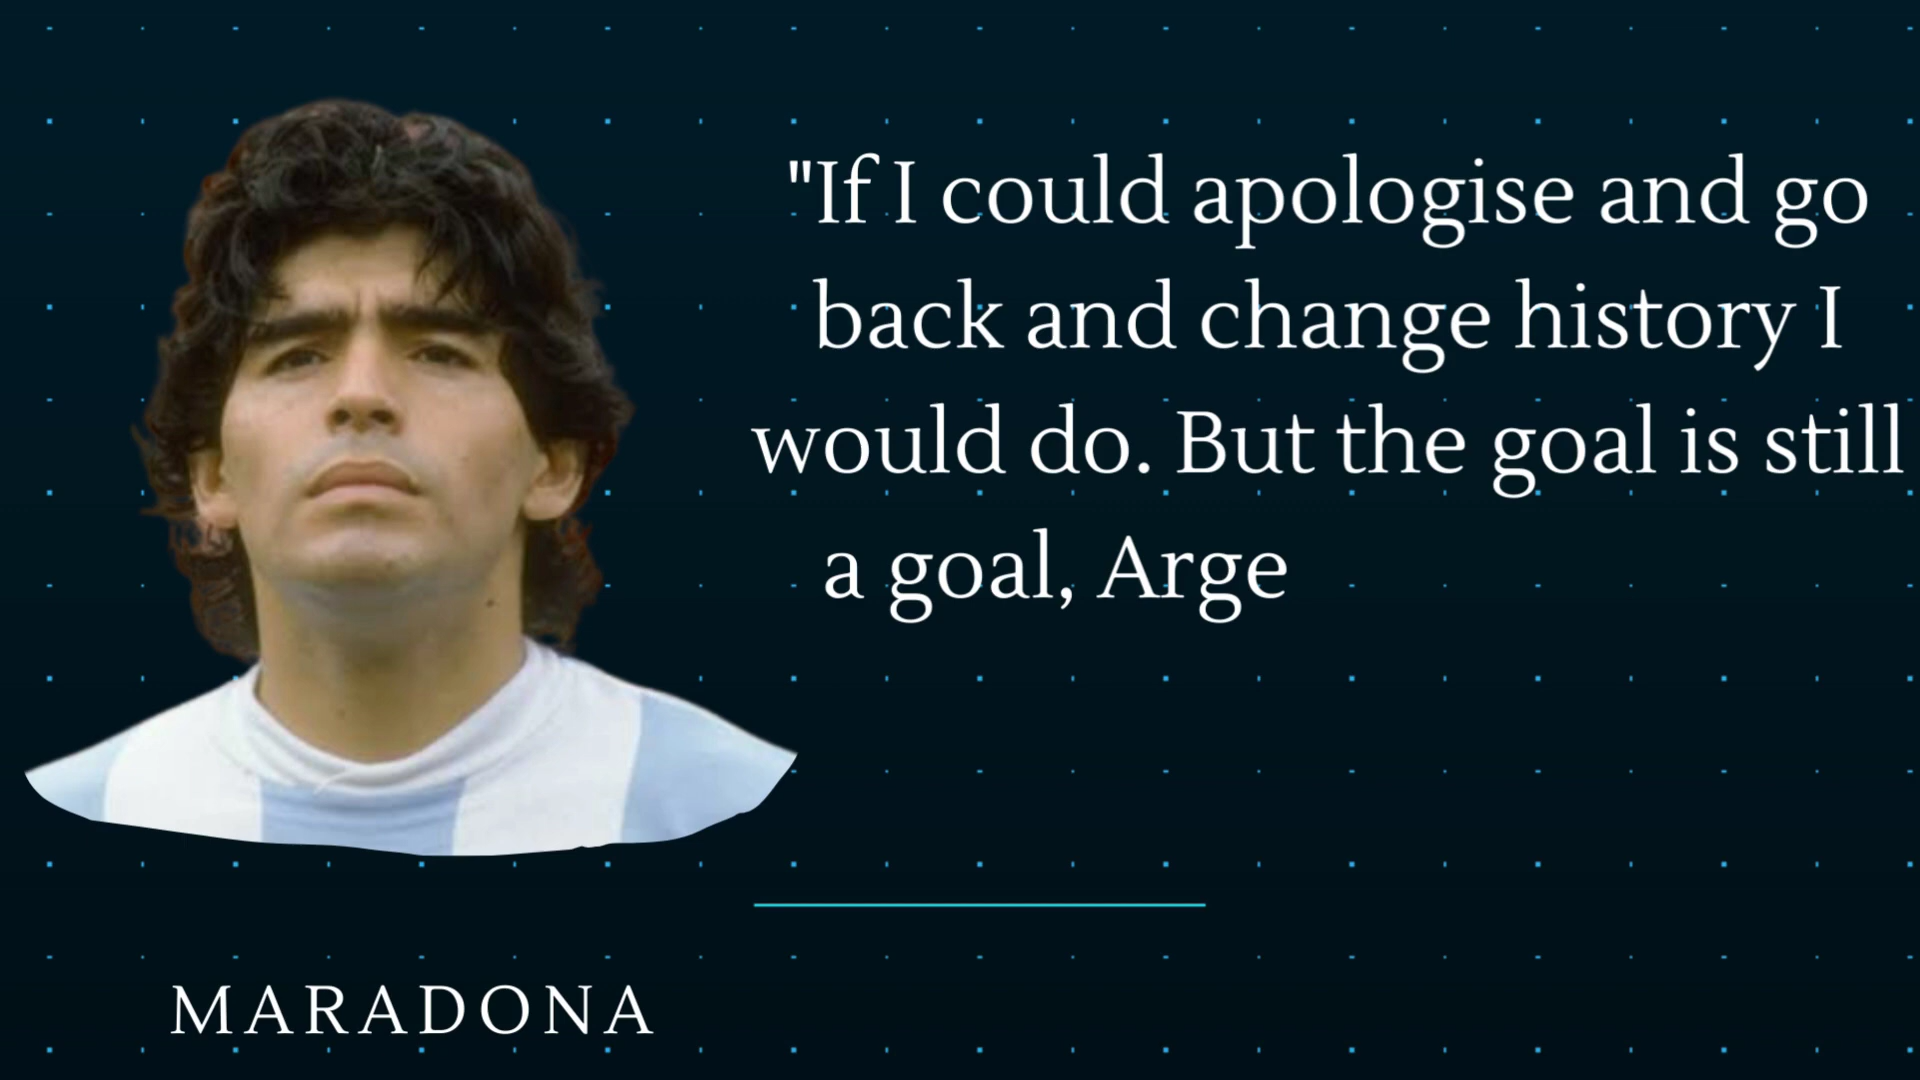 "If I could apologise and go
back and change history I
would do. But the goal is still
a goal, Arge
MARADONA